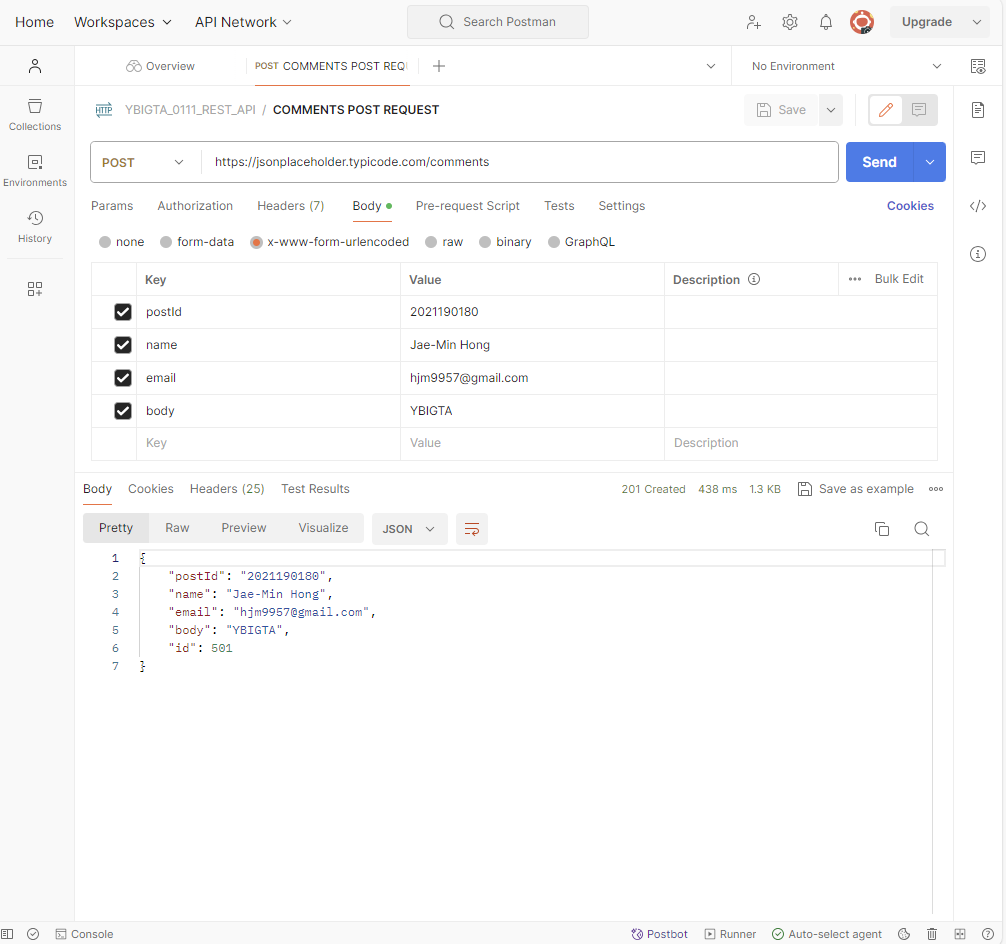 Home Workspaces API Network Search Postman Upgrade
Overview POST COMMENTS POST REQ No Environment
Collections
Environments
History
HTTP YBIGTA_0111_REST_API / COMMENTS POST REQUEST Save
POST https://jsonplaceholder.typicode.com/comments Send
Params Authorization Headers (7) Body Pre-request Script Tests Settings Cookies
none form-data x-www-form-urlencoded raw binary GraphQL
Key Value Description Bulk Edit
postId 2021190180
name Jae-Min Hong
email hjm9957@gmail.com
body YBIGTA
Key Value Description
Body Cookies Headers (25) Test Results 201 Created 438 ms 1.3 KB Save as example
Pretty Raw Preview Visualize JSON
1 {
2 "postId": "2021190180",
3 "name": "Jae-Min Hong",
4 "email": "hjm9957@gmail.com",
5 "body": "YBIGTA",
6 "id": 501
7 }
Console Postbot Runner Auto-select agent